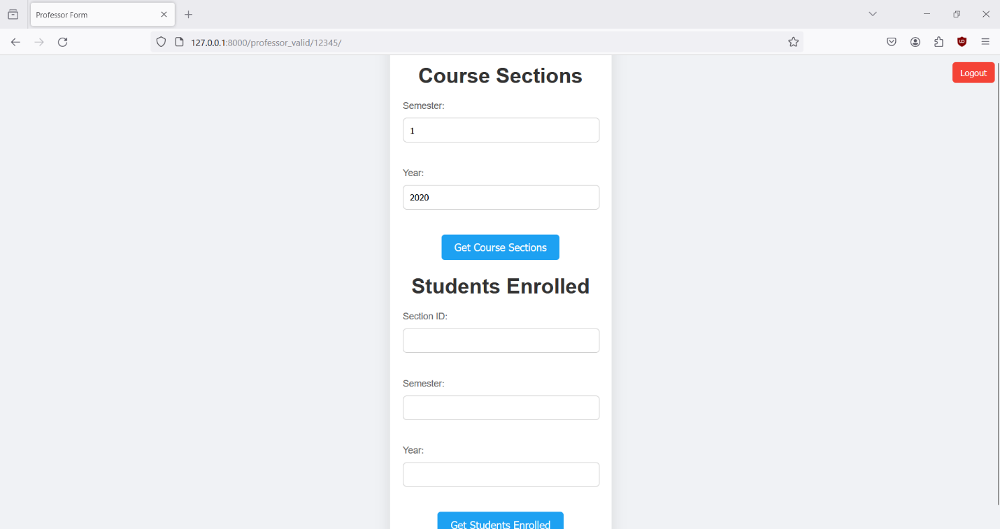 Professor Form
127.0.0.1:8000/professor_valid/12345/
Logout
Course Sections
Semester:
1
Year:
2020
Get Course Sections
Students Enrolled
Section ID:
Semester:
Year:
Get Students Enrolled